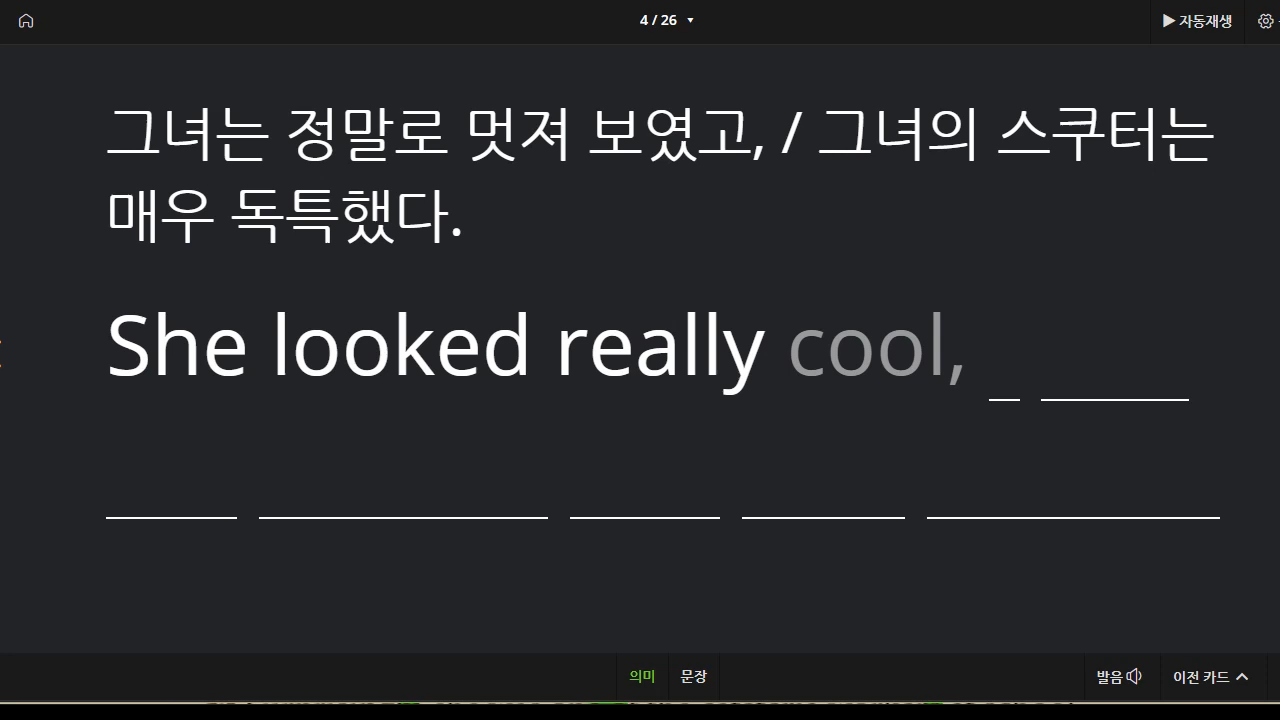 4 / 26 ▼
▶ 자동재생
그녀는 정말로 멋져 보였고, / 그녀의 스쿠터는
매우 독특했다.
She looked really cool,
의미 문장 발음 이전 카드